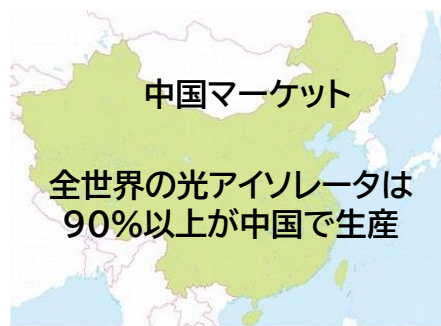 中国マーケット
全世界の光アイソレータは
90%以上が中国で生産